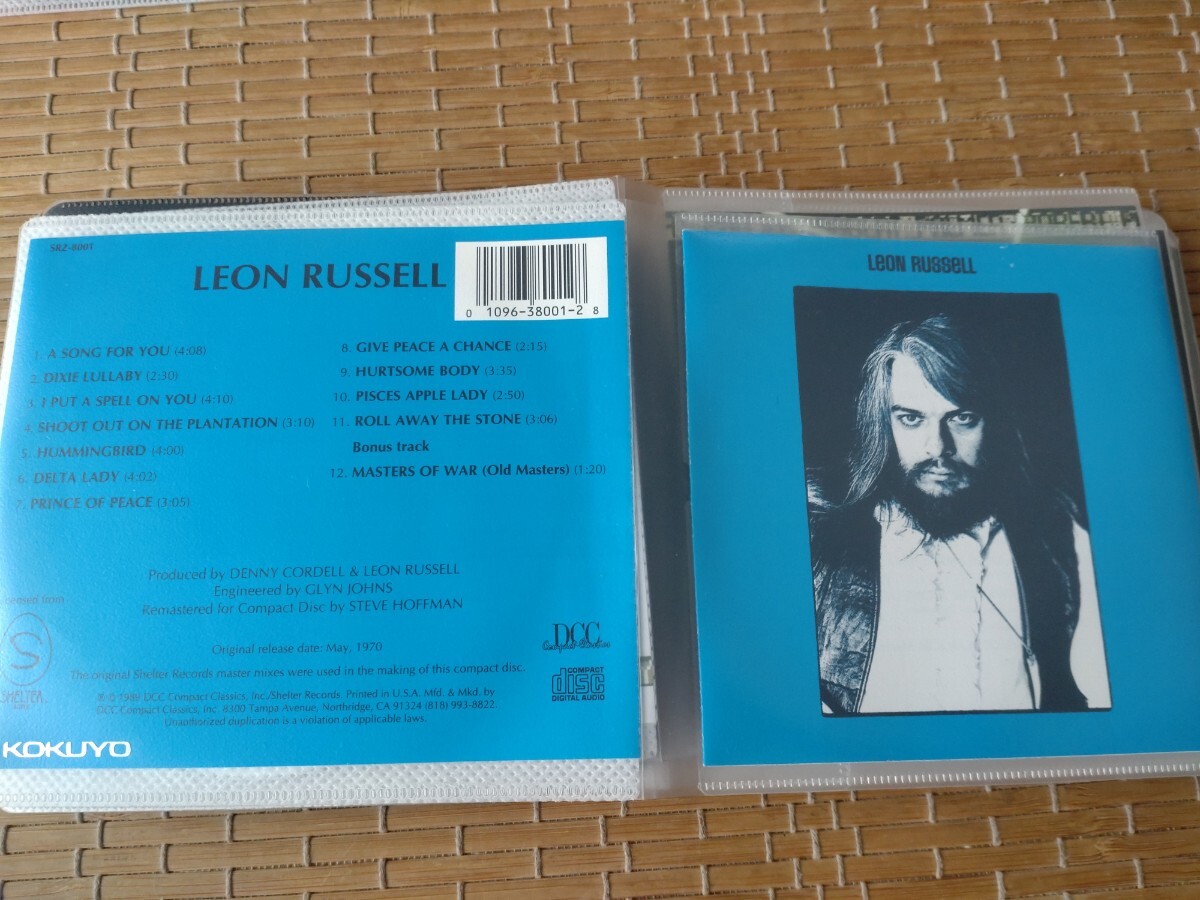 SRZ-8001
LEON RUSSELL
0 1096-38001-2 8
1. A SONG FOR YOU (4:08)
2. DIXIE LULLABY (2:30)
3. I PUT A SPELL ON YOU (4:10)
4. SHOOT OUT ON THE PLANTATION (3:10)
5. HUMMINGBIRD (4:00)
6. DELTA LADY (4:02)
7. PRINCE OF PEACE (3:05)
8. GIVE PEACE A CHANCE (2:15)
9. HURTSOME BODY (3.35)
10. PISCES APPLE LADY (2:50)
11. ROLL AWAY THE STONE (3:06)
Bonus track
12. MASTERS OF WAR (Old Masters) (1:20)
Produced by DENNY CORDELL & LEON RUSSELL
Engineered by GLYN JOHNS
Remastered for Compact Disc by STEVE HOFFMAN
from
S
SHELTER
Original release date: May, 1970
DCC
Compact Classics
The original Shelter Records master mixes were used in the making of this compact disc.
COMPACT
disc
DIGITAL AUDIO
℗ © 1989 DCC Compact Classics, Inc./Shelter Records. Printed in U.S.A. Mfd. & Mkd. by
DCC Compact Classics, Inc. 8300 Tampa Avenue, Northridge, CA 91324 (818) 993-8822.
Unauthorized duplication is a violation of applicable laws.
KOKUYO
LEON RUSSELL